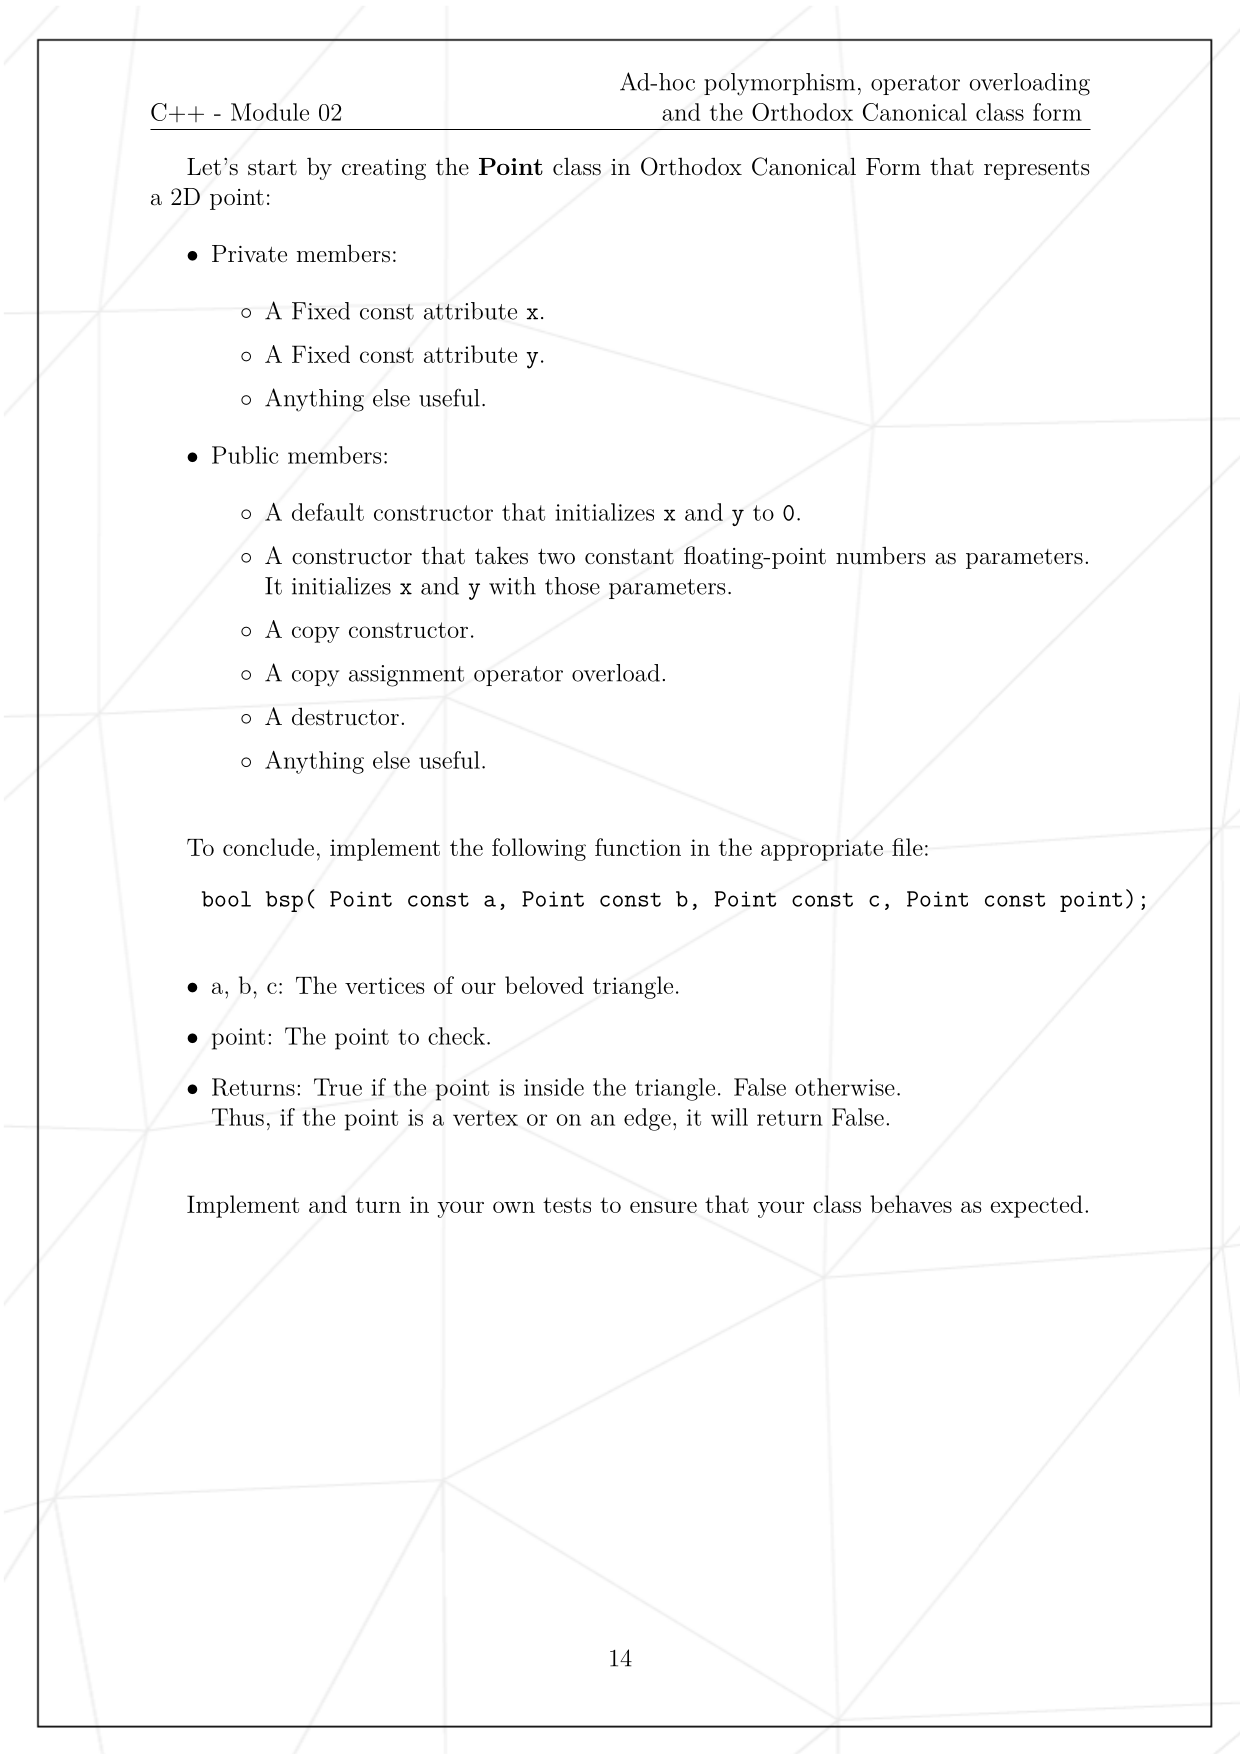 Ad-hoc polymorphism, operator overloading
C++ - Module 02 and the Orthodox Canonical class form
Let's start by creating the Point class in Orthodox Canonical Form that represents
a 2D point:
• Private members:
◦ A Fixed const attribute x.
◦ A Fixed const attribute y.
◦ Anything else useful.
• Public members:
◦ A default constructor that initializes x and y to 0.
◦ A constructor that takes two constant floating-point numbers as parameters.
It initializes x and y with those parameters.
◦ A copy constructor.
◦ A copy assignment operator overload.
◦ A destructor.
◦ Anything else useful.
To conclude, implement the following function in the appropriate file:
bool bsp( Point const a, Point const b, Point const c, Point const point);
• a, b, c: The vertices of our beloved triangle.
• point: The point to check.
• Returns: True if the point is inside the triangle. False otherwise.
Thus, if the point is a vertex or on an edge, it will return False.
Implement and turn in your own tests to ensure that your class behaves as expected.
14